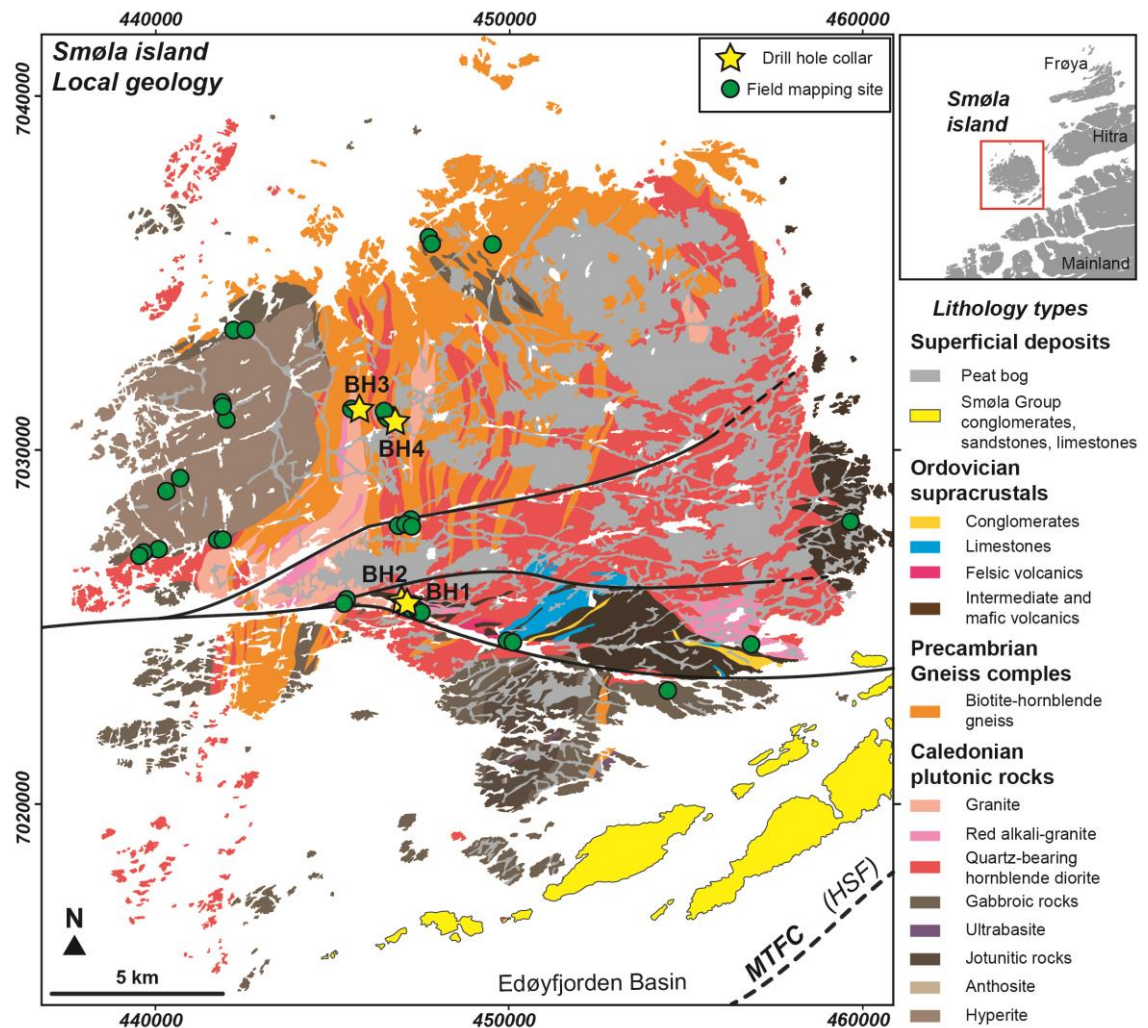 440000 450000 460000
Smøla island
Local geology
Drill hole collar
Field mapping site
Frøya
Smøla
island
Hitra
Mainland
7040000
7030000
7020000
BH3
BH4
BH2
BH1
N
5 km
Edøyfjorden Basin
MTFC (HSF)
440000 450000 460000
Lithology types
Superficial deposits
Peat bog
Smøla Group
conglomerates,
sandstones, limestones
Ordovician
supracrustals
Conglomerates
Limestones
Felsic volcanics
Intermediate and
mafic volcanics
Precambrian
Gneiss comples
Biotite-hornblende
gneiss
Caledonian
plutonic rocks
Granite
Red alkali-granite
Quartz-bearing
hornblende diorite
Gabbroic rocks
Ultrabasite
Jotunitic rocks
Anthosite
Hyperite